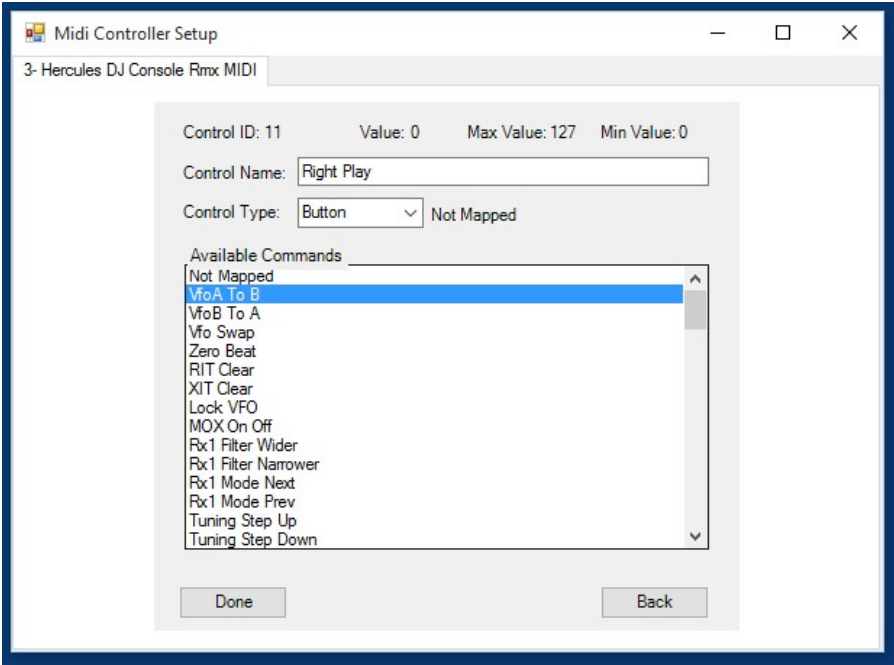 Midi Controller Setup
3- Hercules DJ Console Rmx MIDI
Control ID: 11 Value: 0 Max Value: 127 Min Value: 0
Control Name: Right Play
Control Type: Button Not Mapped
Available Commands
Not Mapped
VfoA To B
VfoB To A
Vfo Swap
Zero Beat
RIT Clear
XIT Clear
Lock VFO
MOX On Off
Rx1 Filter Wider
Rx1 Filter Narrower
Rx1 Mode Next
Rx1 Mode Prev
Tuning Step Up
Tuning Step Down
Done Back